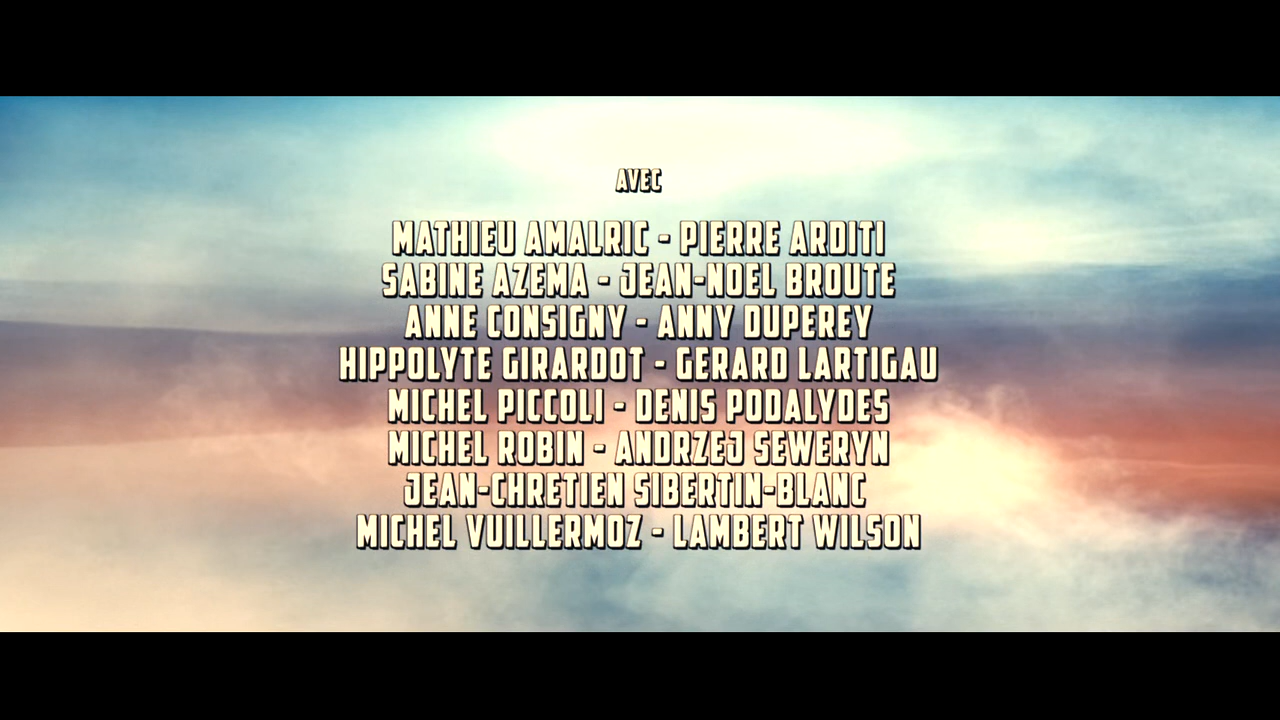 AVEC
MATHIEU AMALRIC - PIERRE ARDITI
SABINE AZEMA - JEAN-NOEL BROUTE
ANNE CONSIGNY - ANNY DUPEREY
HIPPOLYTE GIRARDOT - GERARD LARTIGAU
MICHEL PICCOLI - DENIS PODALYDES
MICHEL ROBIN - ANDRZEJ SEWERYN
JEAN-CHRETIEN SIBERTIN-BLANC
MICHEL VUILLERMOZ - LAMBERT WILSON